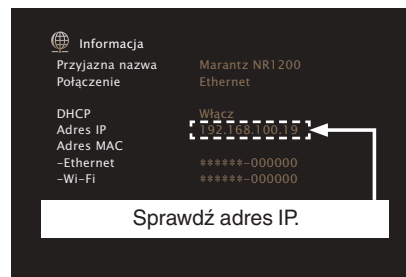 Informacja
Przyjazna nazwa Marantz NR1200
Połączenie Ethernet
DHCP Włącz
Adres IP 192.168.100.19
Adres MAC
-Ethernet ******-000000
-Wi-Fi ******-000000
Sprawdź adres IP.